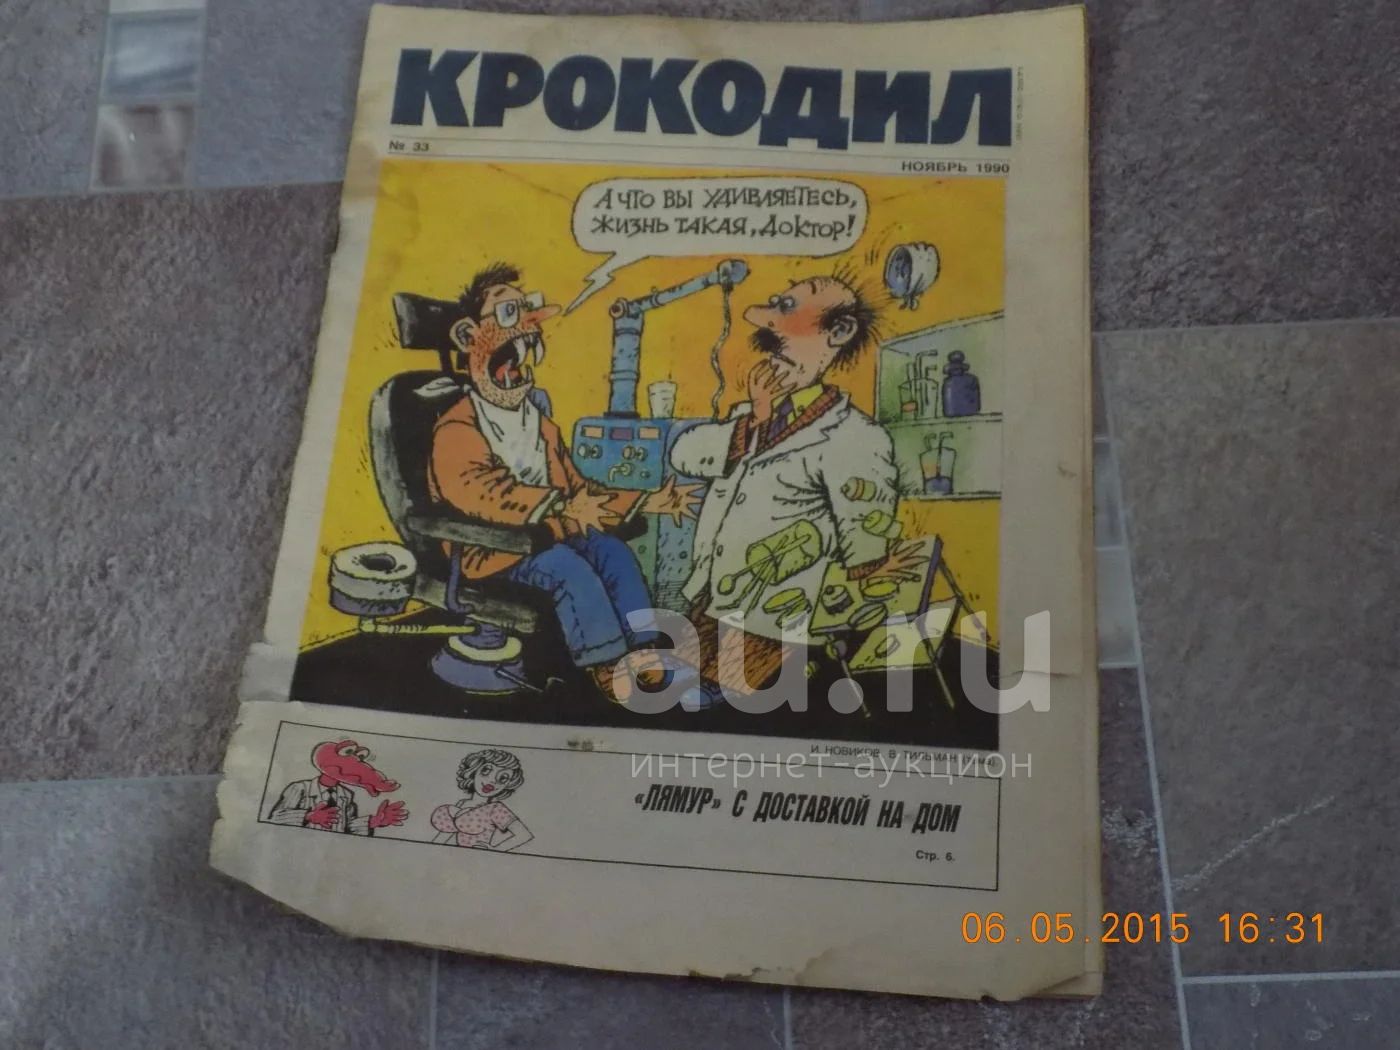 КРОКОДИЛ
№ 33
НОЯБРЬ 1990
А ЧТО ВЫ УДИВЛЯЕТЕСЬ,
ЖИЗНЬ ТАКАЯ, ДОКТОР!
И. НОВИКОВ, В. ТИЛЬМАН
au.ru
интернет-аукцион
«ЛЯМУР» С ДОСТАВКОЙ НА ДОМ
Стр. 6.
06.05.2015 16:31